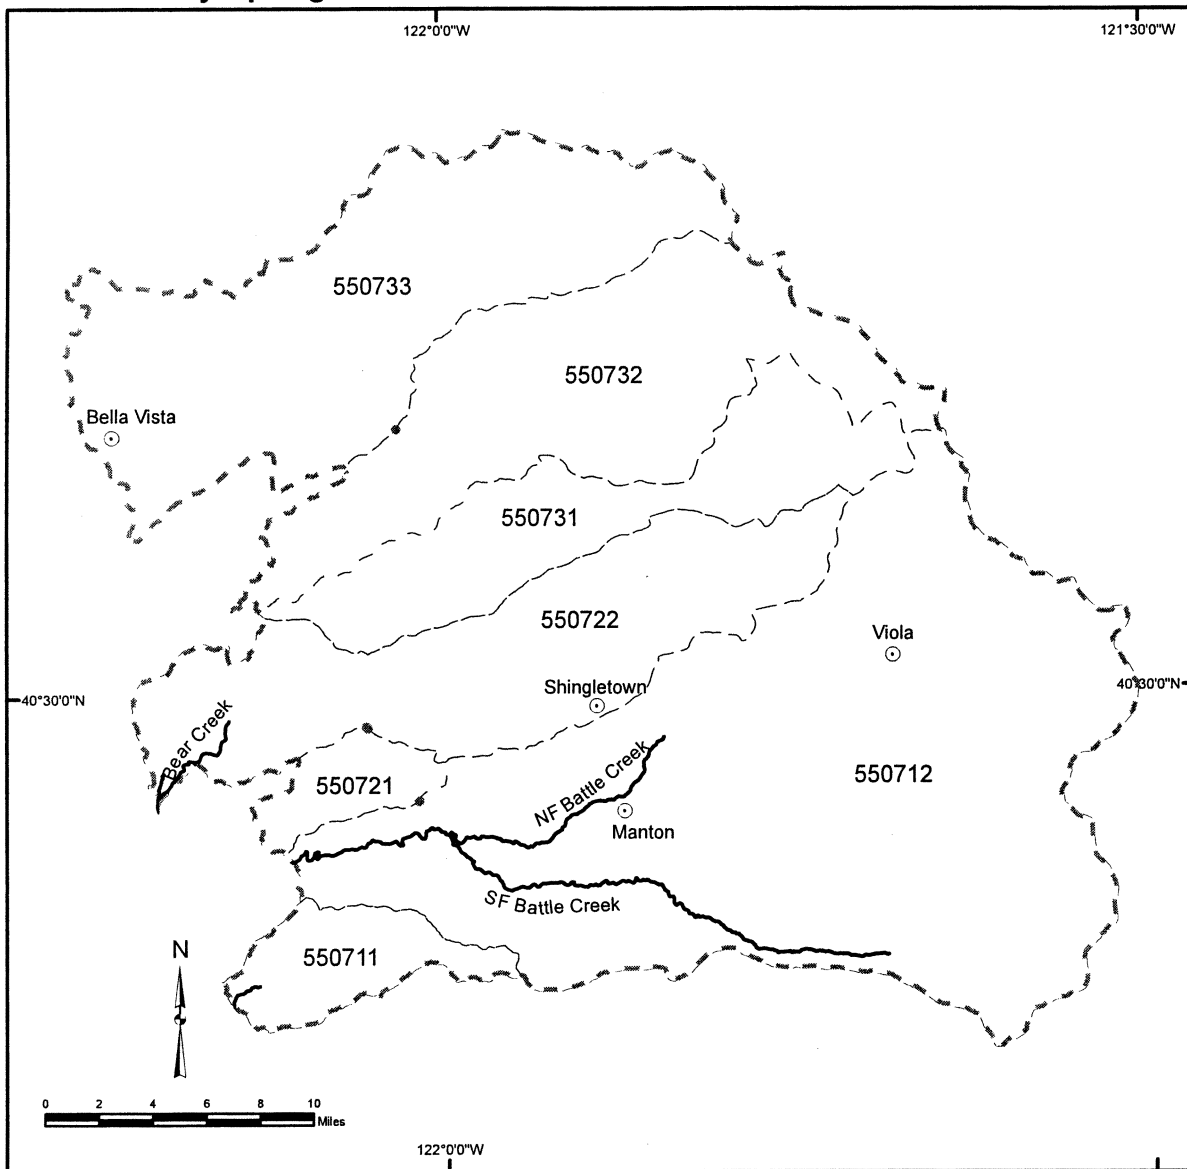 122°0'0"W
121°30'0"W
550733
550732
Bella Vista
550731
550722
Viola
Shingletown
40°30'0"N
40°30'0"N
Bear Creek
550721
NF Battle Creek
550712
Manton
SF Battle Creek
N
550711
0 2 4 6 8 10
Miles
122°0'0"W